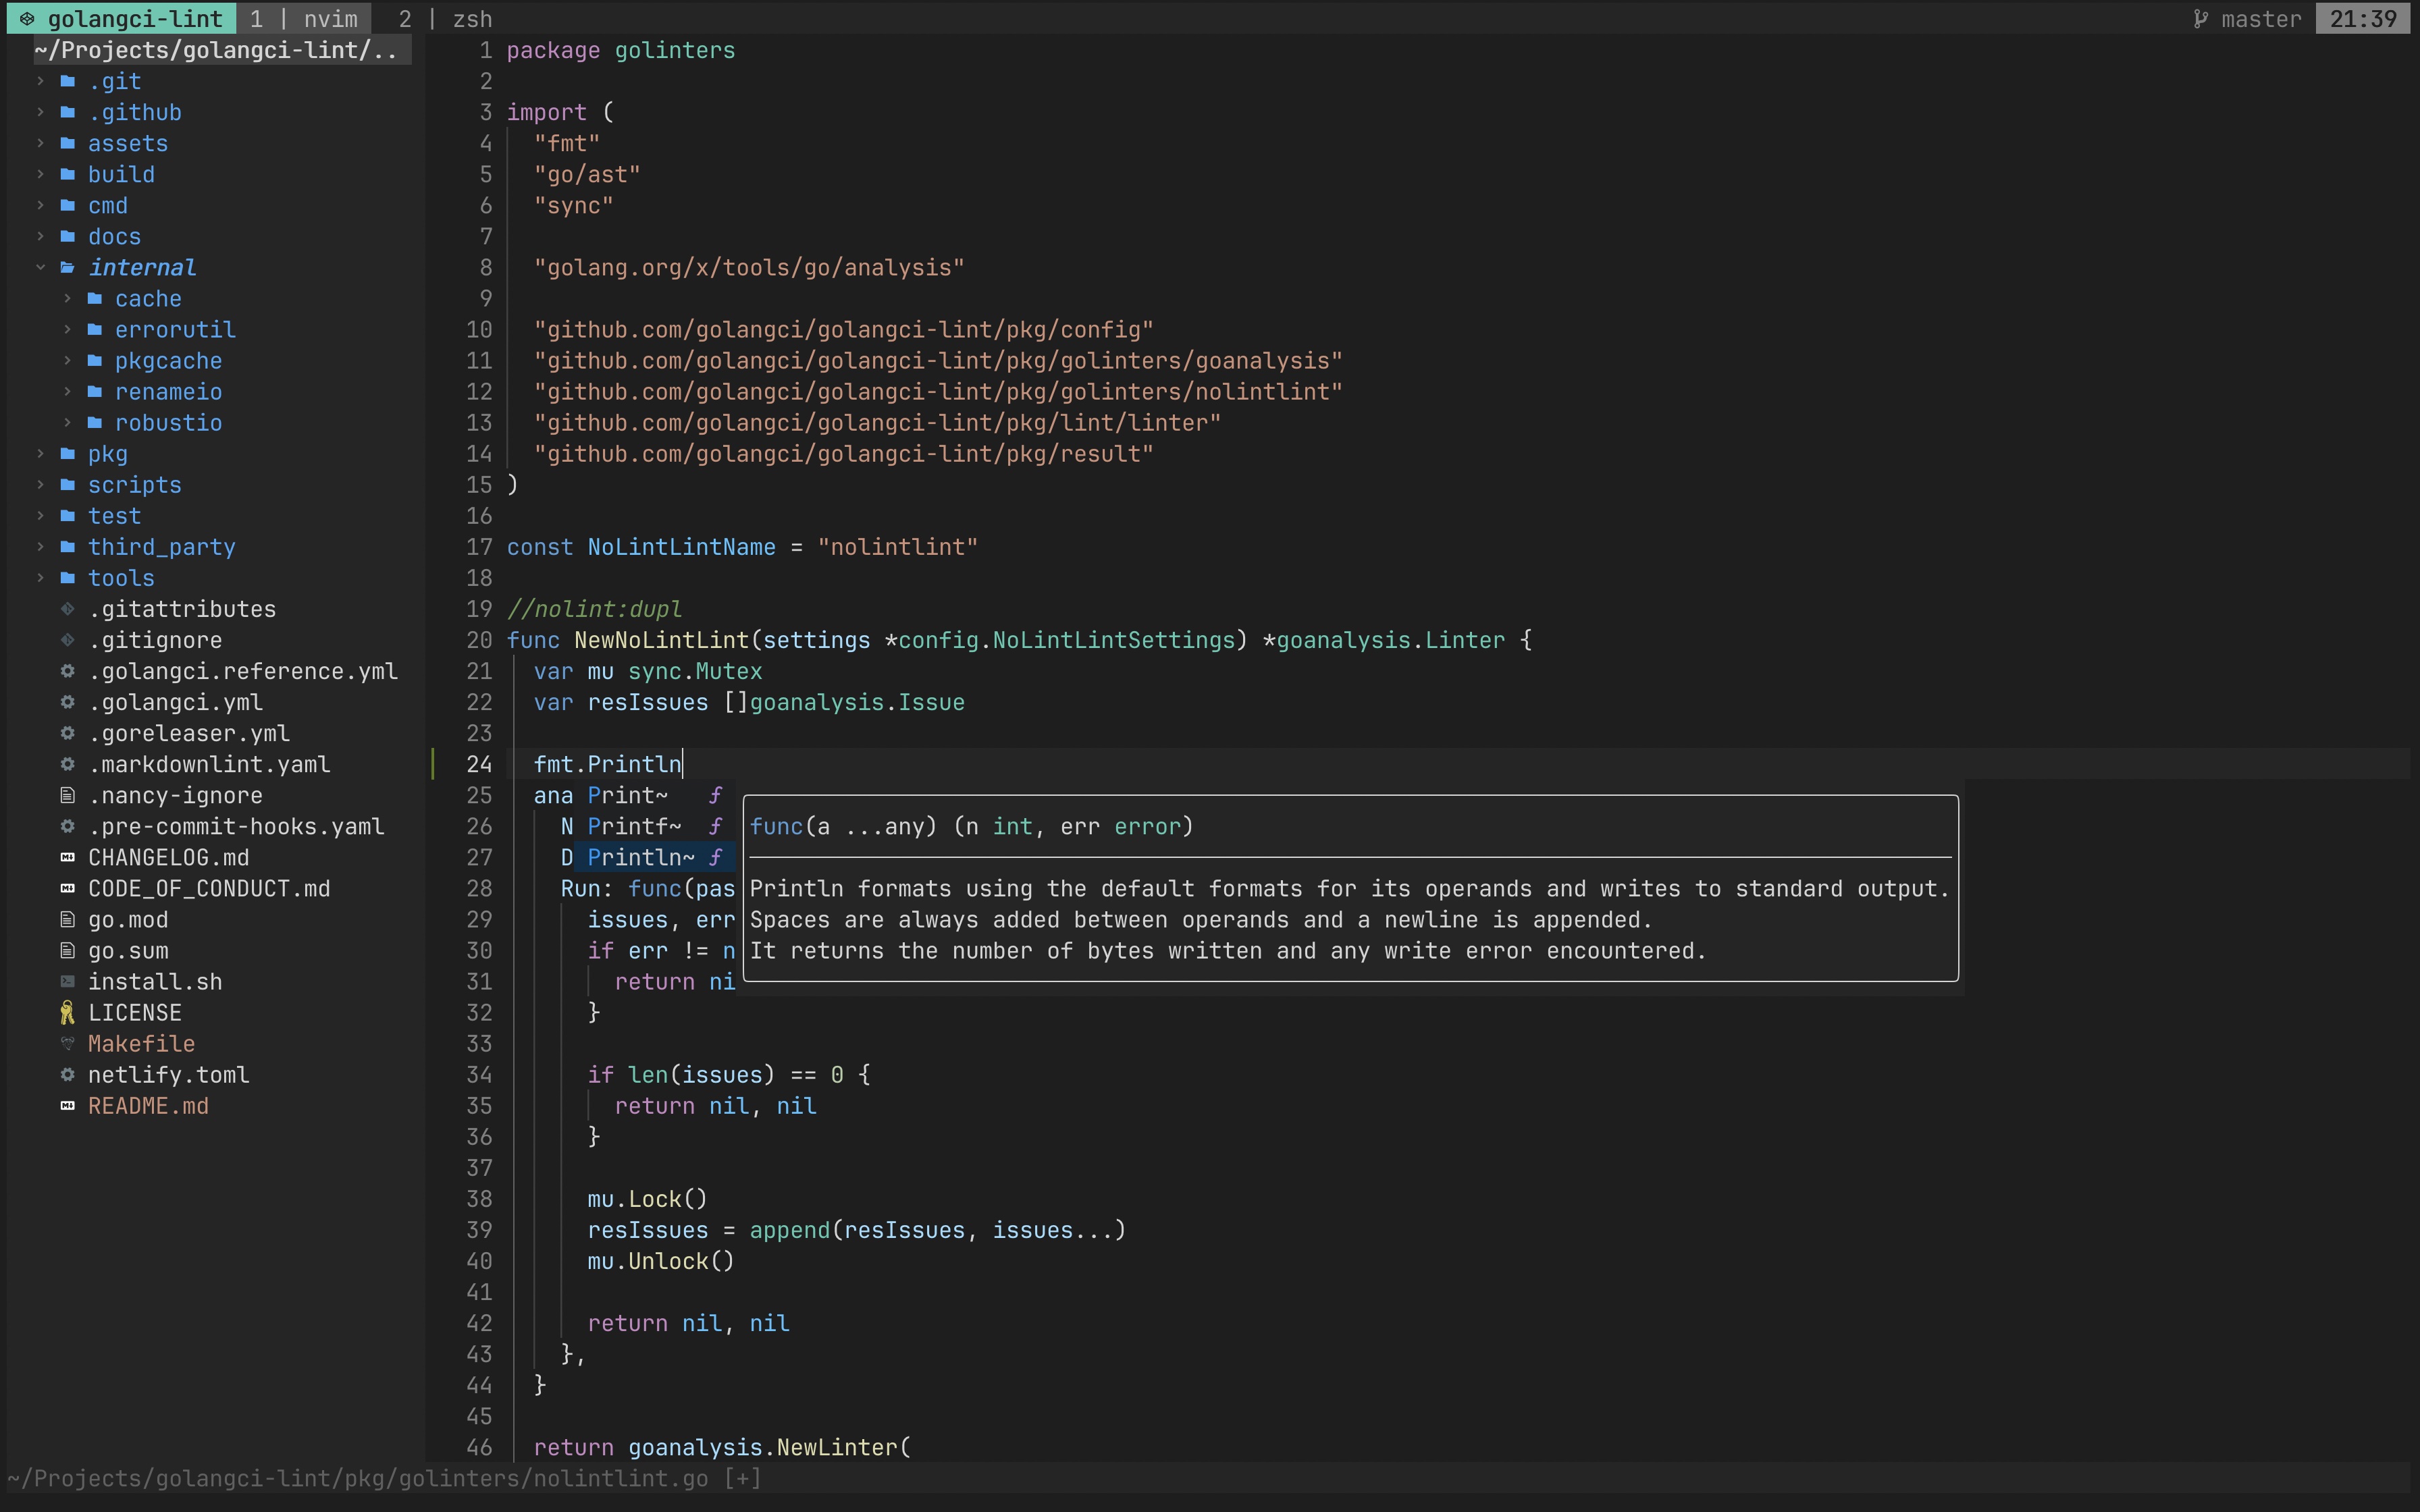 golangci-lint 1 | nvim 2 | zsh master 21:39
~/Projects/golangci-lint/..
.git
.github
assets
build
cmd
docs
internal
cache
errorutil
pkgcache
renameio
robustio
pkg
scripts
test
third_party
tools
.gitattributes
.gitignore
.golangci.reference.yml
.golangci.yml
.goreleaser.yml
.markdownlint.yaml
.nancy-ignore
.pre-commit-hooks.yaml
CHANGELOG.md
CODE_OF_CONDUCT.md
go.mod
go.sum
install.sh
LICENSE
Makefile
netlify.toml
README.md
1 package golinters
2
3 import (
4 "fmt"
5 "go/ast"
6 "sync"
7
8 "golang.org/x/tools/go/analysis"
9
10 "github.com/golangci/golangci-lint/pkg/config"
11 "github.com/golangci/golangci-lint/pkg/golinters/goanalysis"
12 "github.com/golangci/golangci-lint/pkg/golinters/nolintlint"
13 "github.com/golangci/golangci-lint/pkg/lint/linter"
14 "github.com/golangci/golangci-lint/pkg/result"
15 )
16
17 const NoLintLintName = "nolintlint"
18
19 //nolint:dupl
20 func NewNoLintLint(settings *config.NoLintLintSettings) *goanalysis.Linter {
21 var mu sync.Mutex
22 var resIssues []goanalysis.Issue
23
24 fmt.Println
25 ana Print~ ƒ
26 N Printf~ ƒ func(a ...any) (n int, err error)
27 D Println~ ƒ
28 Run: func(pas Println formats using the default formats for its operands and writes to standard output.
29 issues, err Spaces are always added between operands and a newline is appended.
30 if err != n It returns the number of bytes written and any write error encountered.
31 return ni
32 }
33
34 if len(issues) == 0 {
35 return nil, nil
36 }
37
38 mu.Lock()
39 resIssues = append(resIssues, issues...)
40 mu.Unlock()
41
42 return nil, nil
43 },
44 }
45
46 return goanalysis.NewLinter(
~/Projects/golangci-lint/pkg/golinters/nolintlint.go [+]